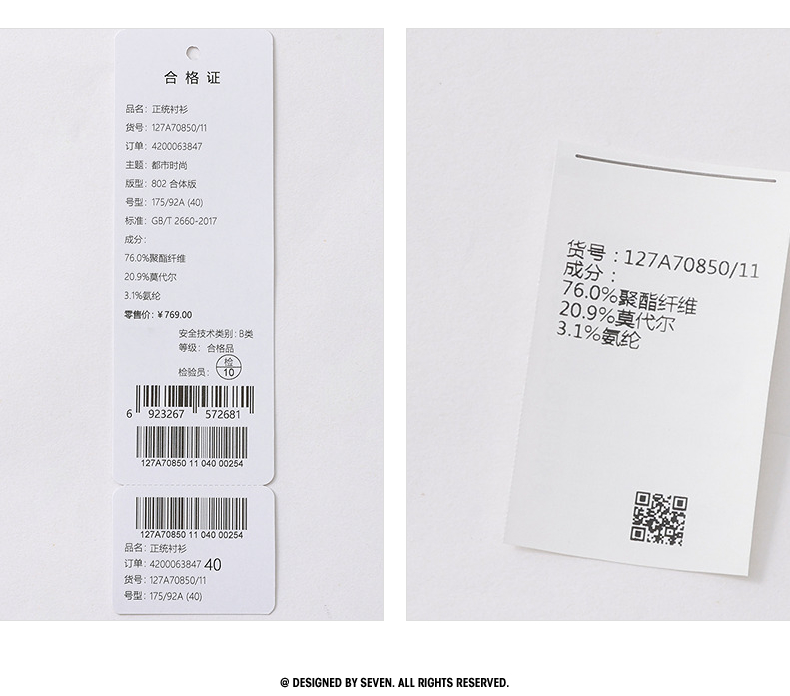 合格证
品名：正统衬衫
货号：127A70850/11
订单：4200063847
主题：都市时尚
版型：802 合体版
号型：175/92A (40)
标准：GB/T 2660-2017
成分：
76.0%聚酯纤维
20.9%莫代尔
3.1%氨纶
零售价：￥769.00
安全技术类别：B类
等级：合格品
检验员：检 10
6 923267 572681
127A70850 11 040 00254
127A70850 11 040 00254
品名：正统衬衫
订单：4200063847 40
货号：127A70850/11
号型：175/92A (40)
货号：127A70850/11
成分：
76.0%聚酯纤维
20.9%莫代尔
3.1%氨纶
@ DESIGNED BY SEVEN. ALL RIGHTS RESERVED.